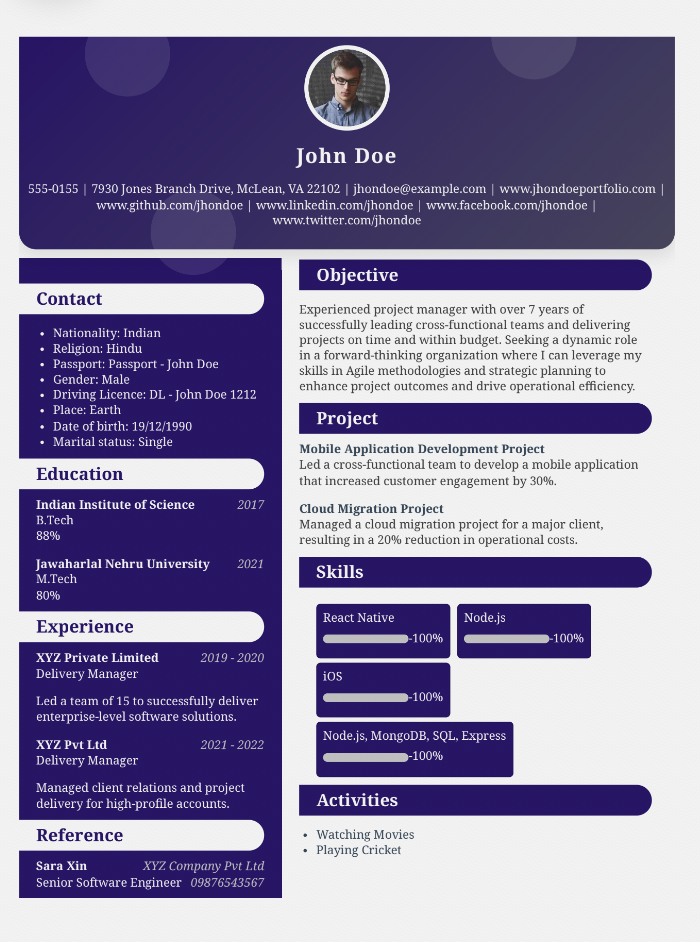 John Doe
555-0155 | 7930 Jones Branch Drive, McLean, VA 22102 | jhondoe@example.com | www.jhondoeportfolio.com |
www.github.com/jhondoe | www.linkedin.com/jhondoe | www.facebook.com/jhondoe |
www.twitter.com/jhondoe
Contact
• Nationality: Indian
• Religion: Hindu
• Passport: Passport - John Doe
• Gender: Male
• Driving Licence: DL - John Doe 1212
• Place: Earth
• Date of birth: 19/12/1990
• Marital status: Single
Education
Indian Institute of Science 2017
B.Tech
88%
Jawaharlal Nehru University 2021
M.Tech
80%
Experience
XYZ Private Limited 2019 - 2020
Delivery Manager
Led a team of 15 to successfully deliver
enterprise-level software solutions.
XYZ Pvt Ltd 2021 - 2022
Delivery Manager
Managed client relations and project
delivery for high-profile accounts.
Reference
Sara Xin XYZ Company Pvt Ltd
Senior Software Engineer 09876543567
Objective
Experienced project manager with over 7 years of
successfully leading cross-functional teams and delivering
projects on time and within budget. Seeking a dynamic role
in a forward-thinking organization where I can leverage my
skills in Agile methodologies and strategic planning to
enhance project outcomes and drive operational efficiency.
Project
Mobile Application Development Project
Led a cross-functional team to develop a mobile application
that increased customer engagement by 30%.
Cloud Migration Project
Managed a cloud migration project for a major client,
resulting in a 20% reduction in operational costs.
Skills
React Native
-100%
Node.js
-100%
iOS
-100%
Node.js, MongoDB, SQL, Express
-100%
Activities
• Watching Movies
• Playing Cricket